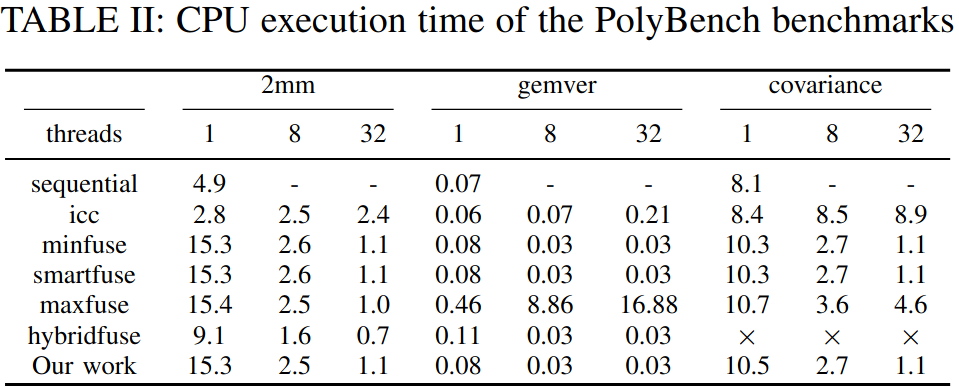 TABLE II: CPU execution time of the PolyBench benchmarks
2mm gemver covariance
threads 1 8 32 1 8 32 1 8 32
sequential 4.9 - - 0.07 - - 8.1 - -
icc 2.8 2.5 2.4 0.06 0.07 0.21 8.4 8.5 8.9
minfuse 15.3 2.6 1.1 0.08 0.03 0.03 10.3 2.7 1.1
smartfuse 15.3 2.6 1.1 0.08 0.03 0.03 10.3 2.7 1.1
maxfuse 15.4 2.5 1.0 0.46 8.86 16.88 10.7 3.6 4.6
hybridfuse 9.1 1.6 0.7 0.11 0.03 0.03 × × ×
Our work 15.3 2.5 1.1 0.08 0.03 0.03 10.5 2.7 1.1